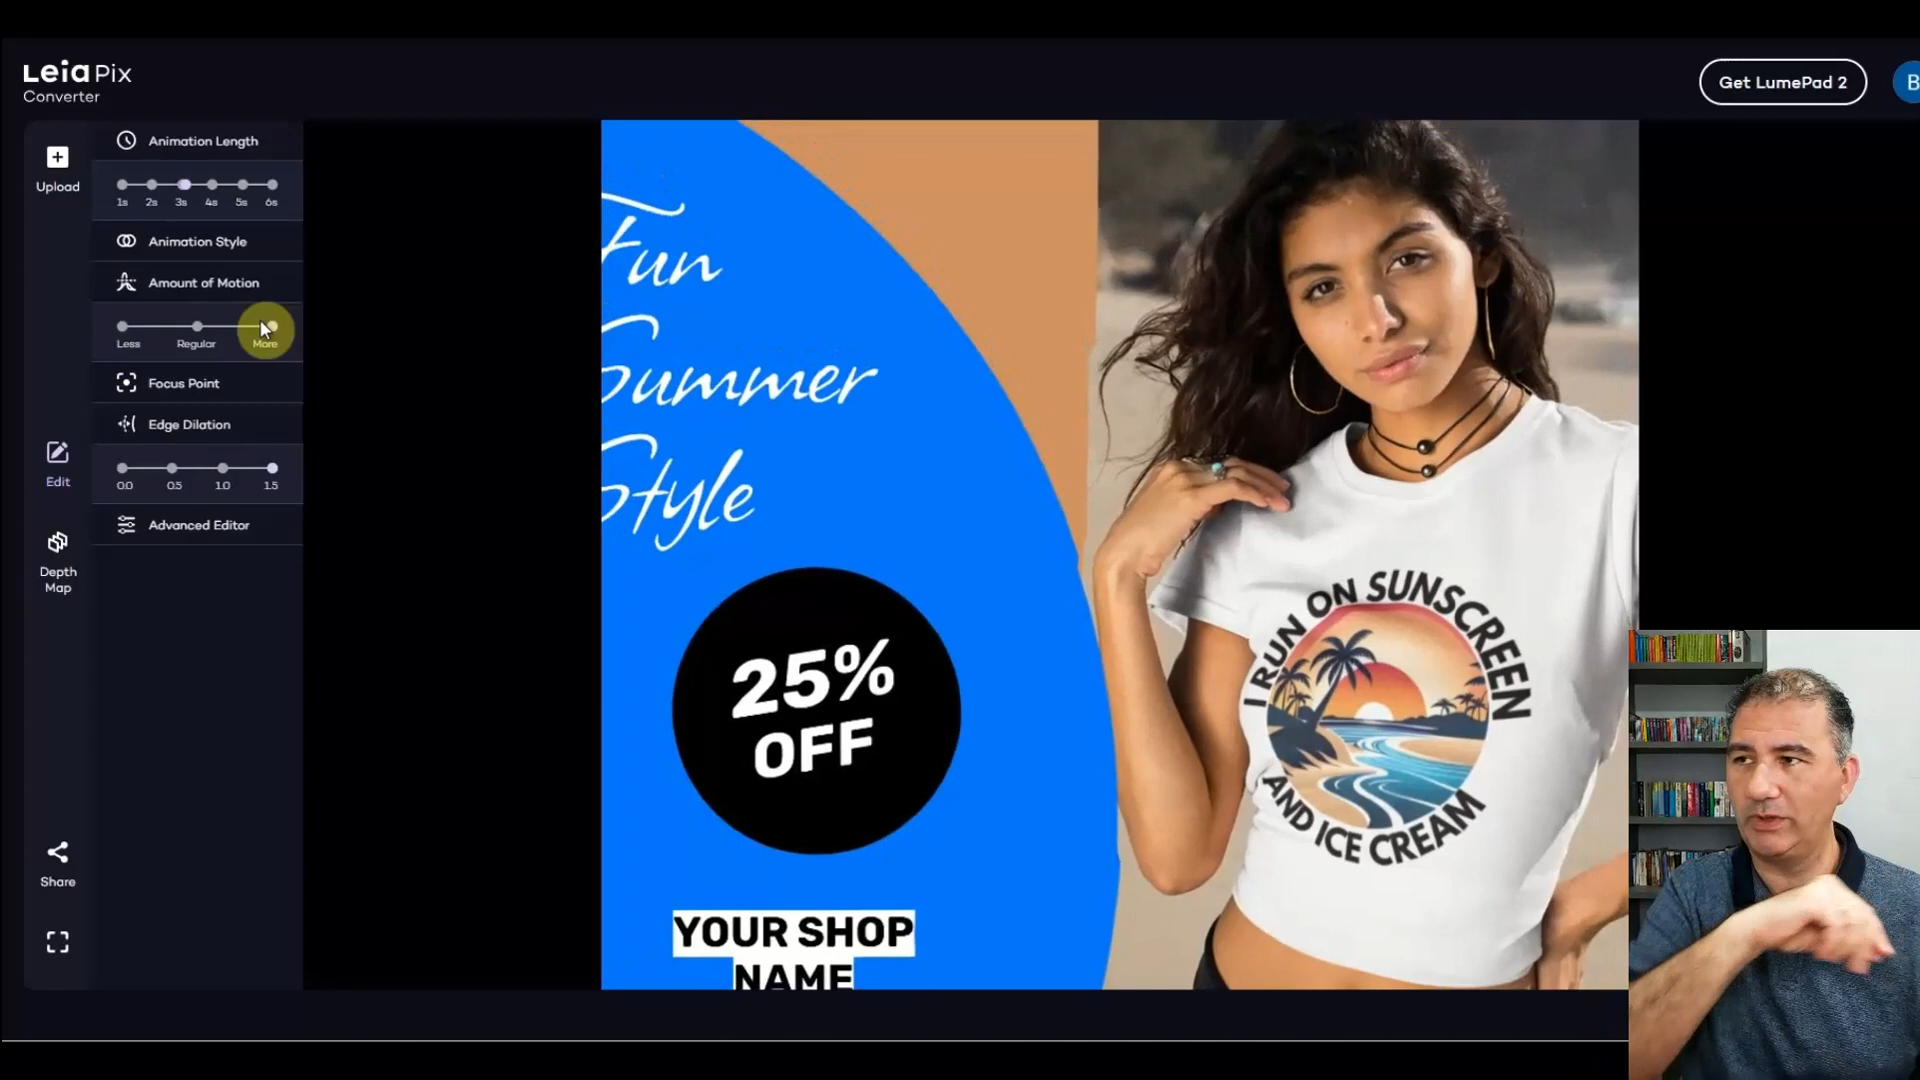 Leia Pix
Converter
Get LumePad 2
B
Upload
Animation Length
1s 2s 3s 4s 5s 6s
Animation Style
Amount of Motion
Less Regular More
Focus Point
Edge Dilation
0.0 0.5 1.0 1.5
Edit
Advanced Editor
Depth
Map
Share
Fun
Summer
Style
25%
OFF
YOUR SHOP
NAME
I RUN ON SUNSCREEN
AND ICE CREAM